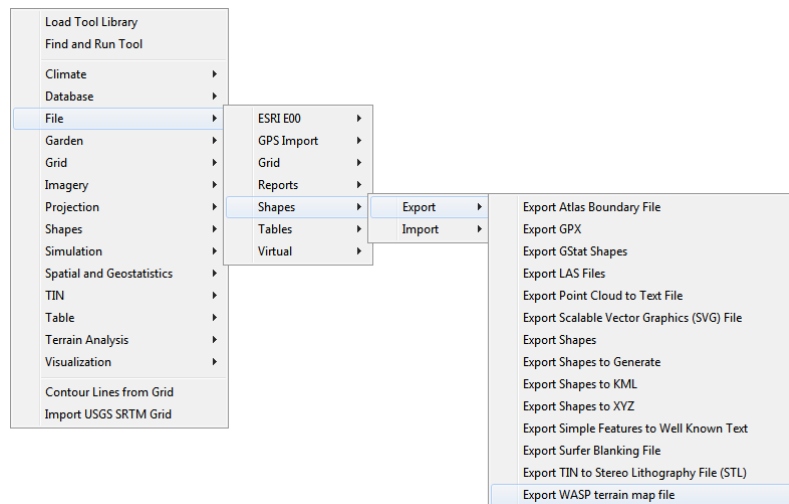 Load Tool Library
Find and Run Tool
Climate
Database
File
Garden
Grid
Imagery
Projection
Shapes
Simulation
Spatial and Geostatistics
TIN
Table
Terrain Analysis
Visualization
Contour Lines from Grid
Import USGS SRTM Grid
ESRI E00
GPS Import
Grid
Reports
Shapes
Tables
Virtual
Export
Import
Export Atlas Boundary File
Export GPX
Export GStat Shapes
Export LAS Files
Export Point Cloud to Text File
Export Scalable Vector Graphics (SVG) File
Export Shapes
Export Shapes to Generate
Export Shapes to KML
Export Shapes to XYZ
Export Simple Features to Well Known Text
Export Surfer Blanking File
Export TIN to Stereo Lithography File (STL)
Export WASP terrain map file